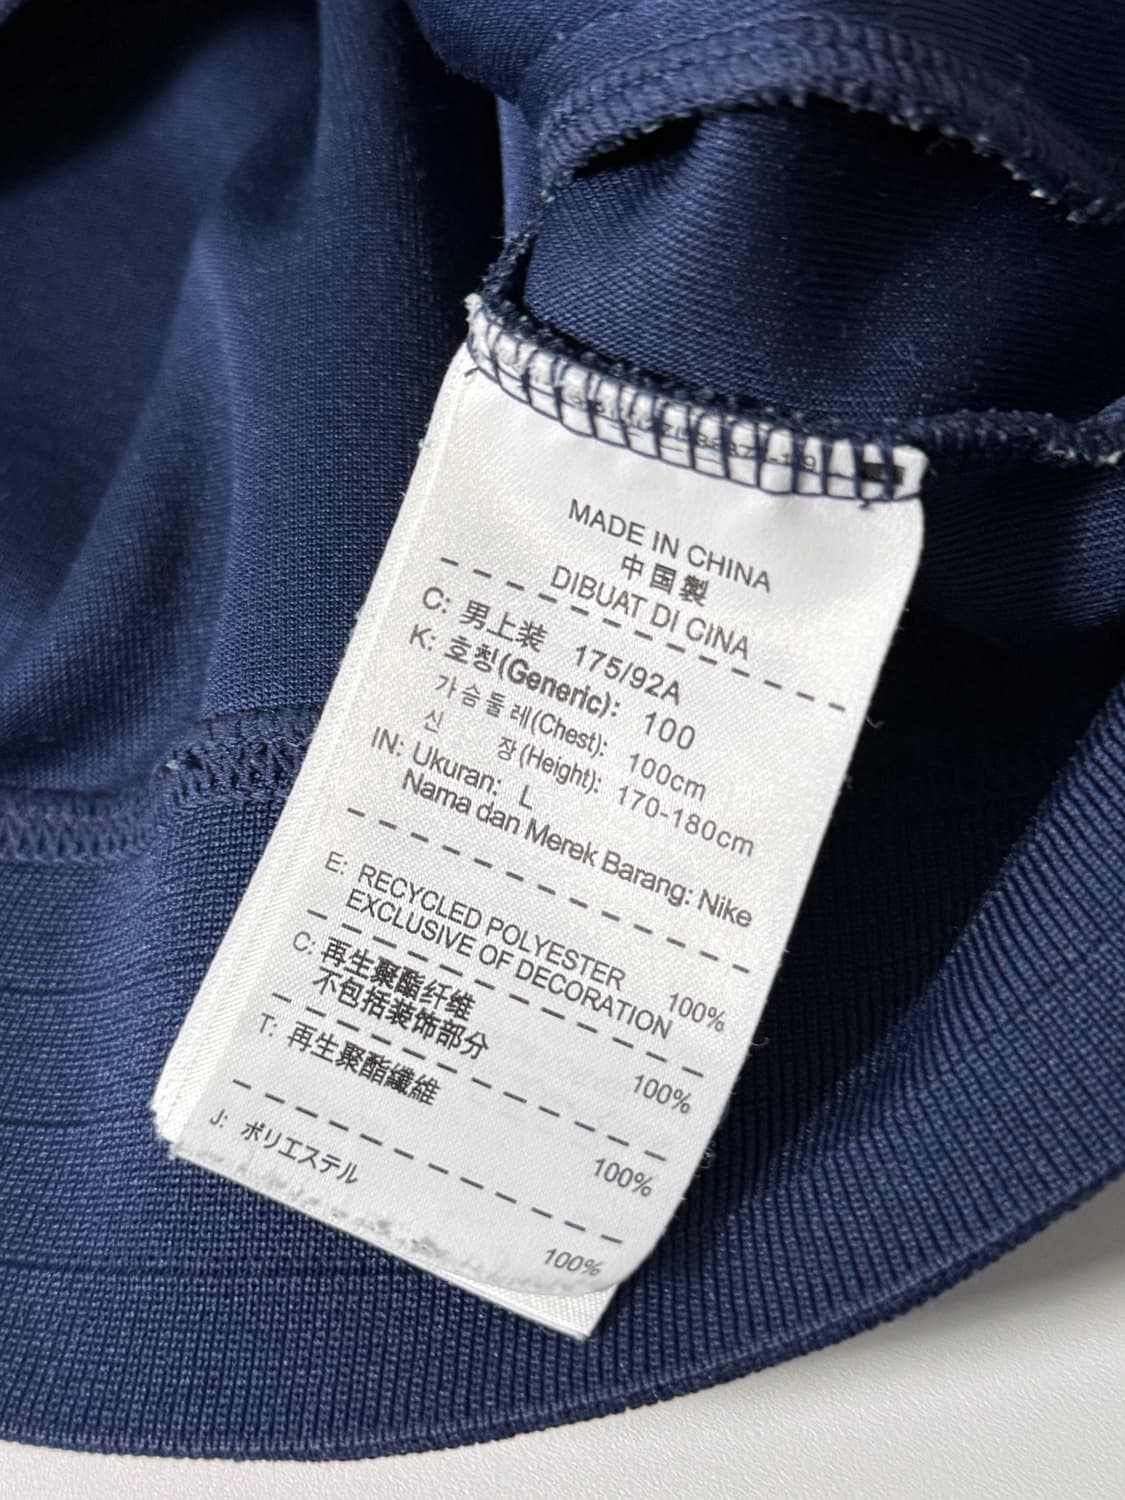 MADE IN CHINA
中国製
DIBUAT DI CINA
C: 男上装 175/92A
K: 호칭(Generic): 100
가슴둘레(Chest): 100cm
신 장(Height): 170-180cm
IN: Ukuran: L
Nama dan Merek Barang: Nike
E: RECYCLED POLYESTER 100%
EXCLUSIVE OF DECORATION
C: 再生聚酯纤维 100%
不包括装饰部分
T: 再生聚酯纖維 100%
J: ポリエステル 100%